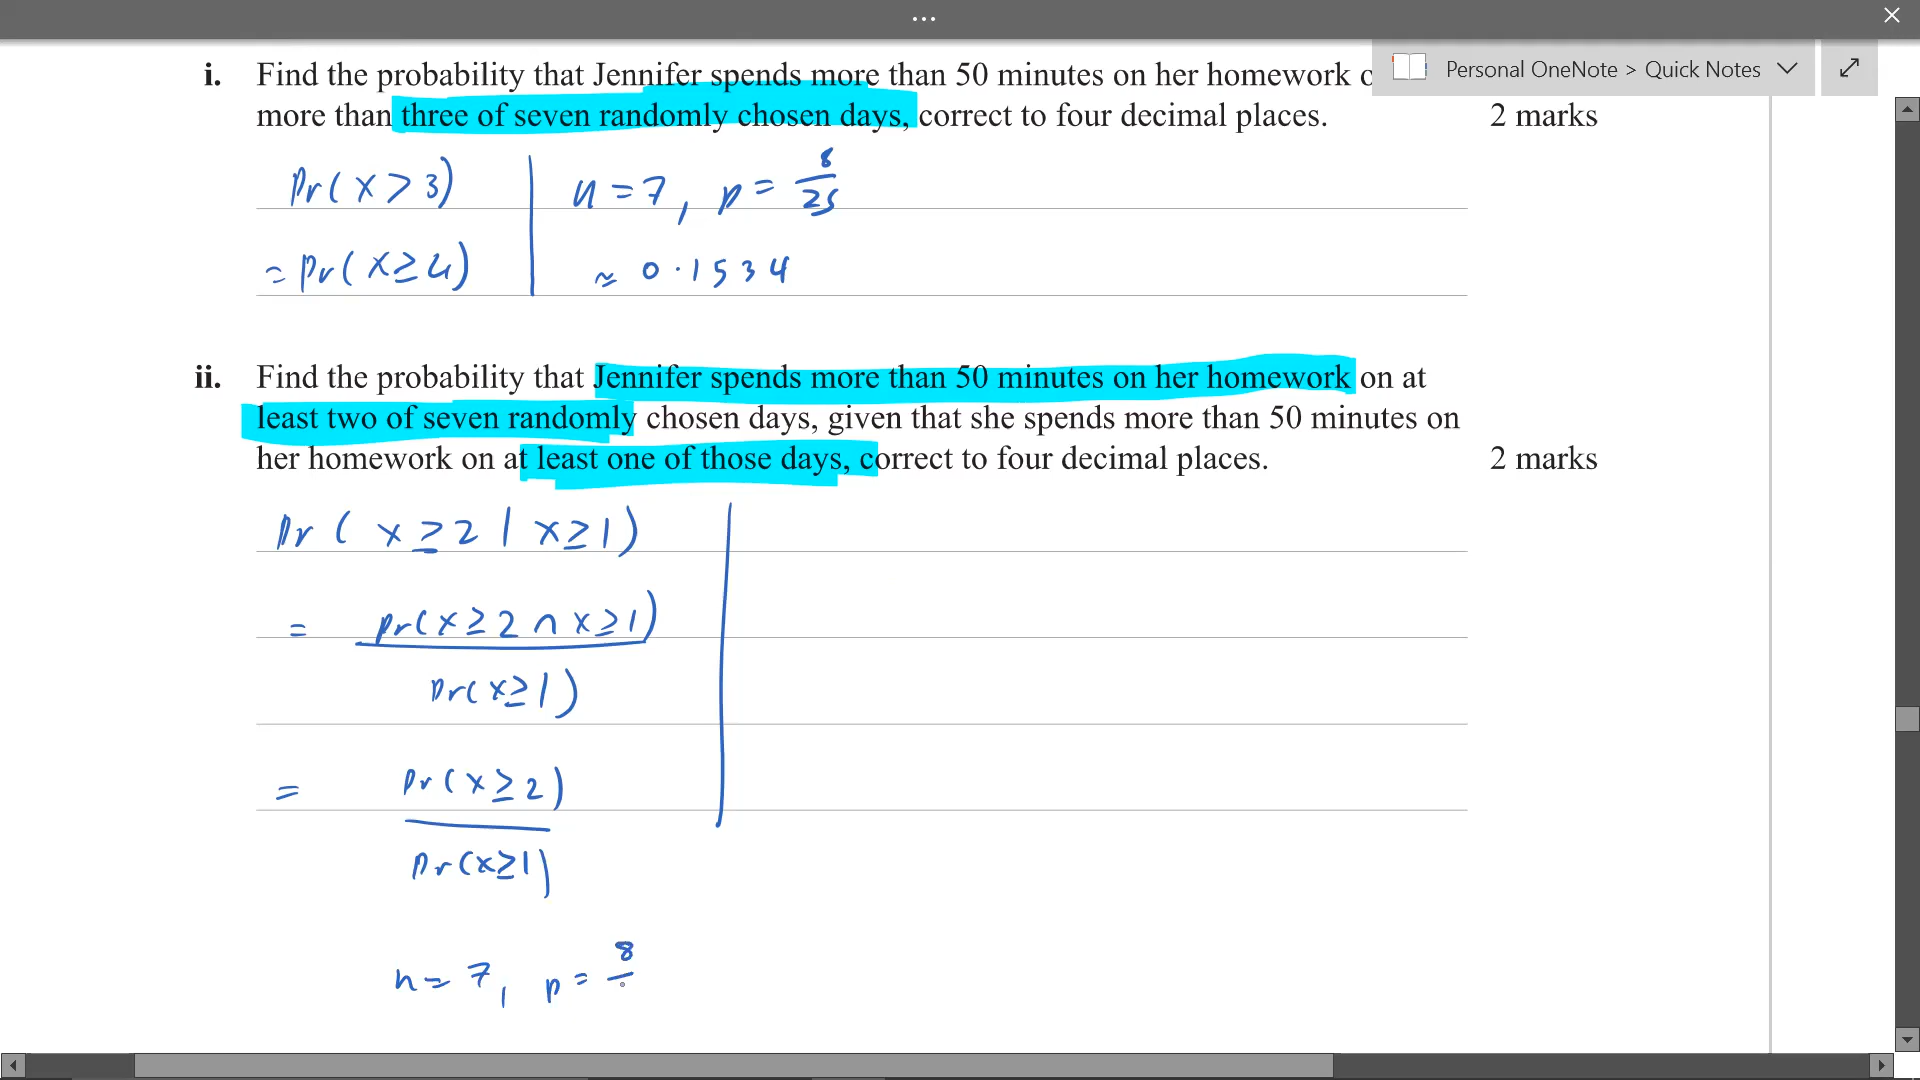 ...
Personal OneNote > Quick Notes
i. Find the probability that Jennifer spends more than 50 minutes on her homework
more than three of seven randomly chosen days, correct to four decimal places. 2 marks
Pr(X > 3) n = 7, p = 8/25
= Pr(X ≥ 4) ≈ 0.1534
ii. Find the probability that Jennifer spends more than 50 minutes on her homework on at
least two of seven randomly chosen days, given that she spends more than 50 minutes on
her homework on at least one of those days, correct to four decimal places. 2 marks
Pr( X ≥ 2 | X ≥ 1)
= Pr(X ≥ 2 ∩ X ≥ 1)
Pr(X ≥ 1)
= Pr(X ≥ 2)
Pr(X ≥ 1)
n = 7, p = 8